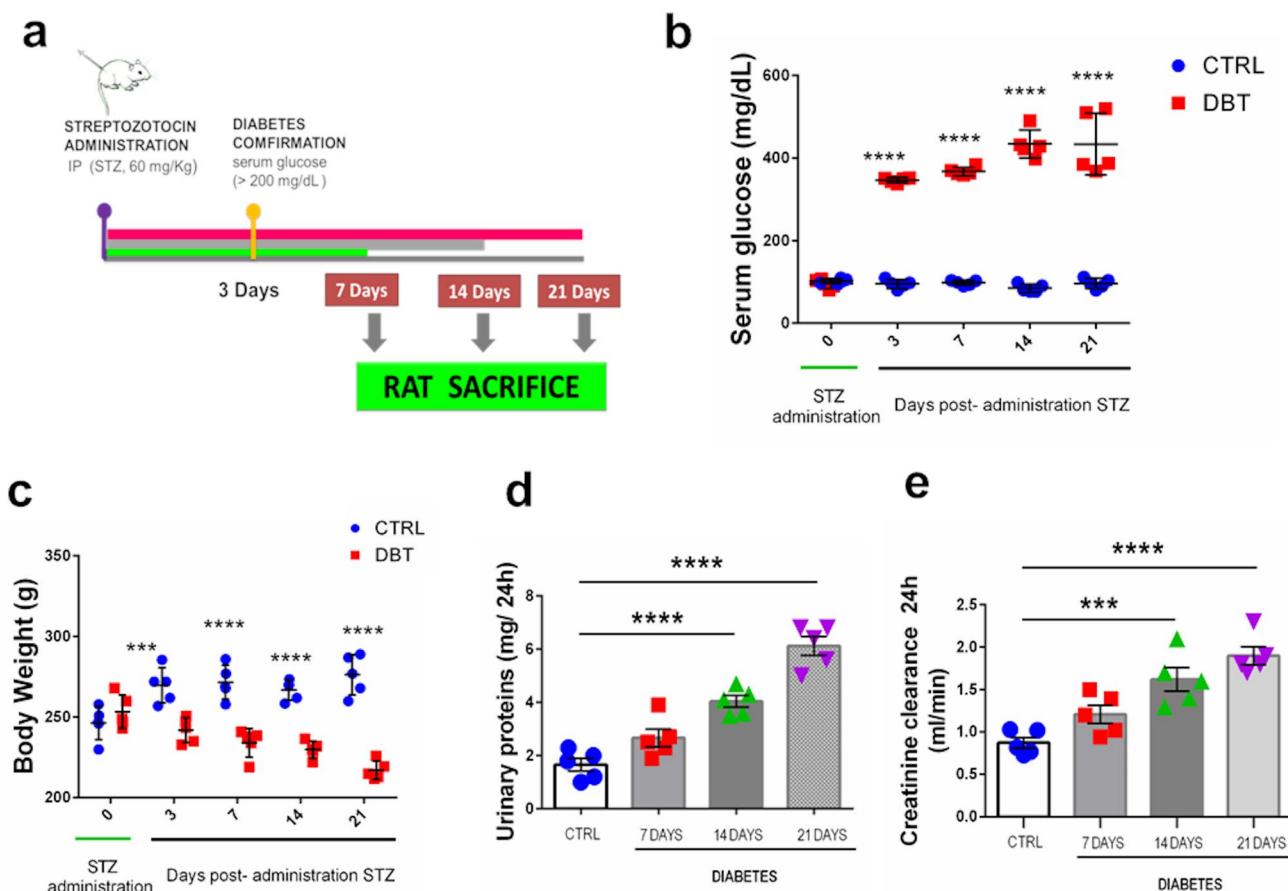 a
STREPTOZOTOCIN
ADMINISTRATION
IP (STZ, 60 mg/Kg)
DIABETES
COMFIRMATION
serum glucose
(> 200 mg/dL)
3 Days
7 Days
14 Days
21 Days
RAT SACRIFICE
b
CTRL
DBT
Serum glucose (mg/dL)
600
400
200
0
**** **** **** ****
0 3 7 14 21
STZ
administration
Days post- administration STZ
c
CTRL
DBT
Body Weight (g)
350
300
250
200
*** **** **** ****
0 3 7 14 21
STZ
administration
Days post- administration STZ
d
Urinary proteins (mg/ 24h)
8
6
4
2
0
****
****
CTRL 7 DAYS 14 DAYS 21 DAYS
DIABETES
e
Creatinine clearance 24h
(ml/min)
2.5
2.0
1.5
1.0
0.5
0.0
****
***
CTRL 7 DAYS 14 DAYS 21 DAYS
DIABETES